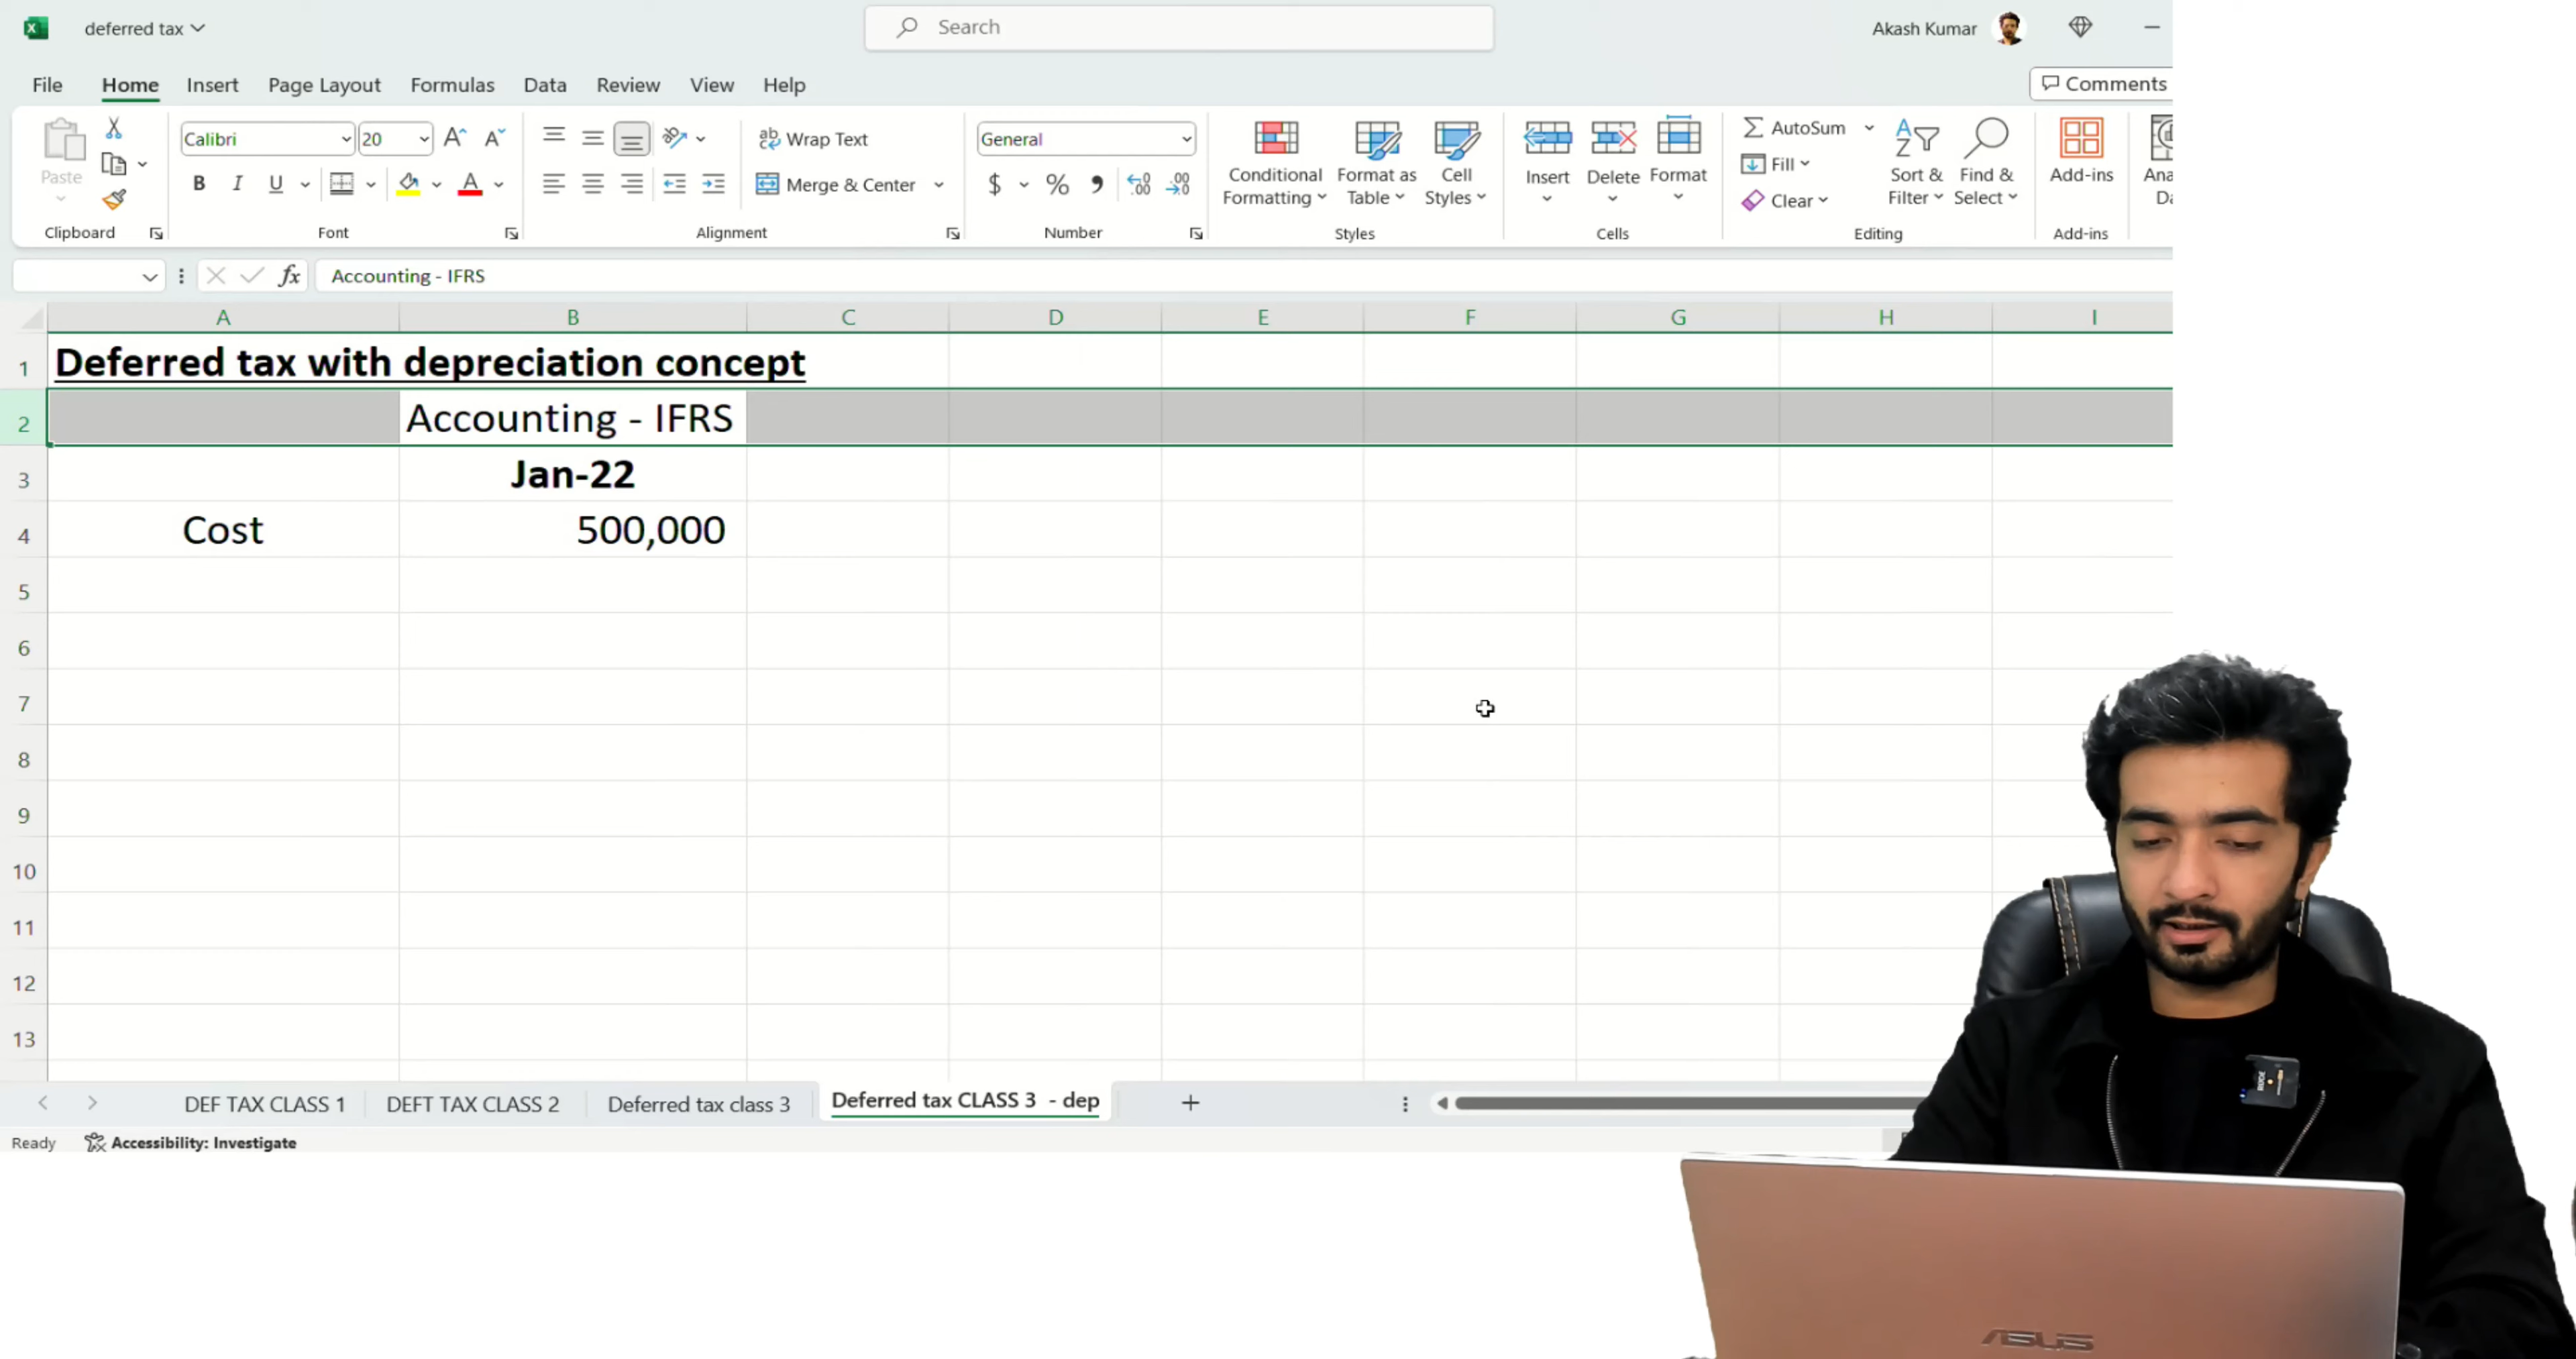 deferred tax
Search
Akash Kumar
File Home Insert Page Layout Formulas Data Review View Help
Comments
Paste
Clipboard
Calibri 20
B I U
Font
Wrap Text
Merge & Center
Alignment
General
$ %
Number
Conditional Formatting
Format as Table
Cell Styles
Styles
Insert
Delete
Format
Cells
AutoSum
Fill
Clear
Sort & Filter
Find & Select
Editing
Add-ins
Add-ins
Ana
Da
fx Accounting - IFRS
A B C D E F G H I
1 Deferred tax with depreciation concept
2 Accounting - IFRS
3 Jan-22
4 Cost 500,000
5
6
7
8
9
10
11
12
13
DEF TAX CLASS 1 DEFT TAX CLASS 2 Deferred tax class 3 Deferred tax CLASS 3 - dep
Ready Accessibility: Investigate
RODE
ASUS